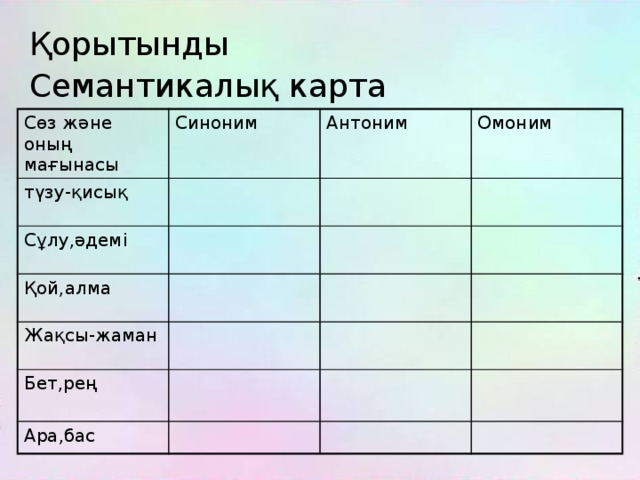 Қорытынды
Семантикалық карта
Сөз және оның мағынасы
Синоним
Антоним
Омоним
түзу-қисық
Сұлу,әдемі
Қой,алма
Жақсы-жаман
Бет,рең
Ара,бас